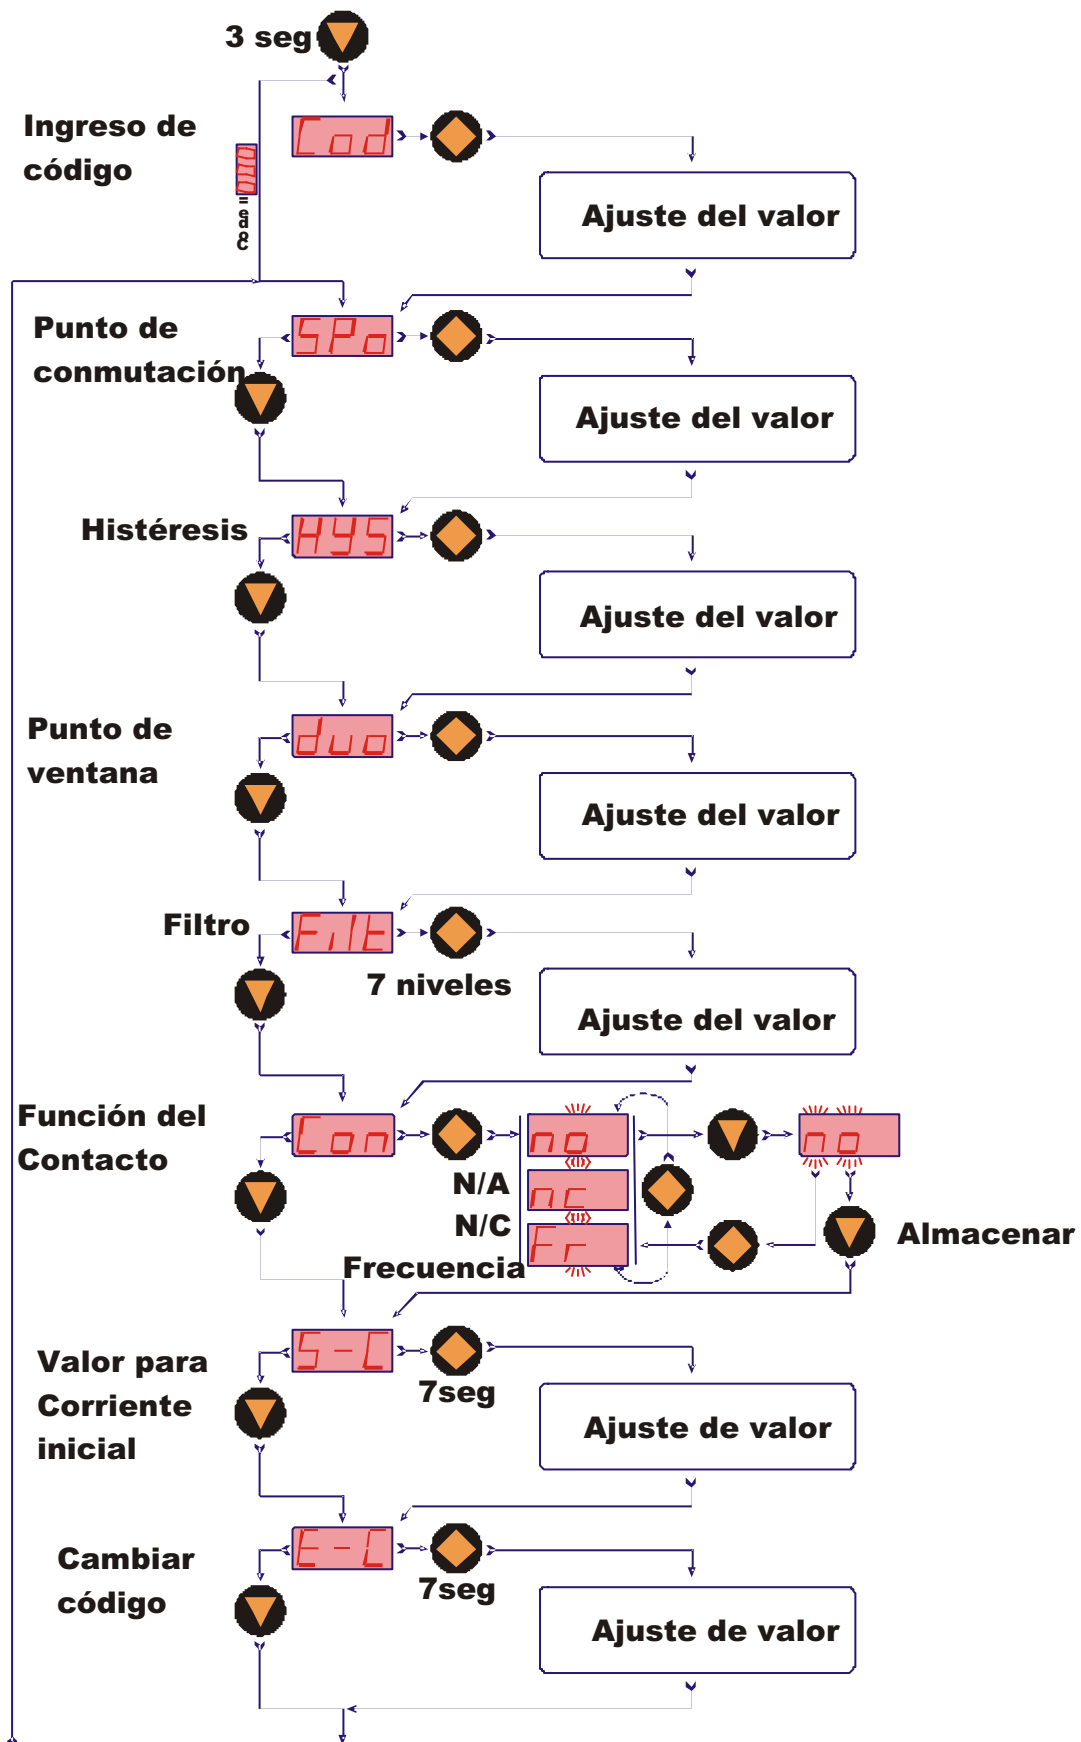 3 seg
Ingreso de
código
Cod
000
Code =
Ajuste del valor
Punto de
conmutación
SPo
Ajuste del valor
Histéresis
HYS
Ajuste del valor
Punto de
ventana
duo
Ajuste del valor
Filtro
Filt
7 niveles
Ajuste del valor
Función del
Contacto
Con
no
no
N/A
nc
N/C
Fr
Almacenar
Frecuencia
Valor para
Corriente
inicial
S-C
7seg
Ajuste de valor
Cambiar
código
E-C
7seg
Ajuste de valor